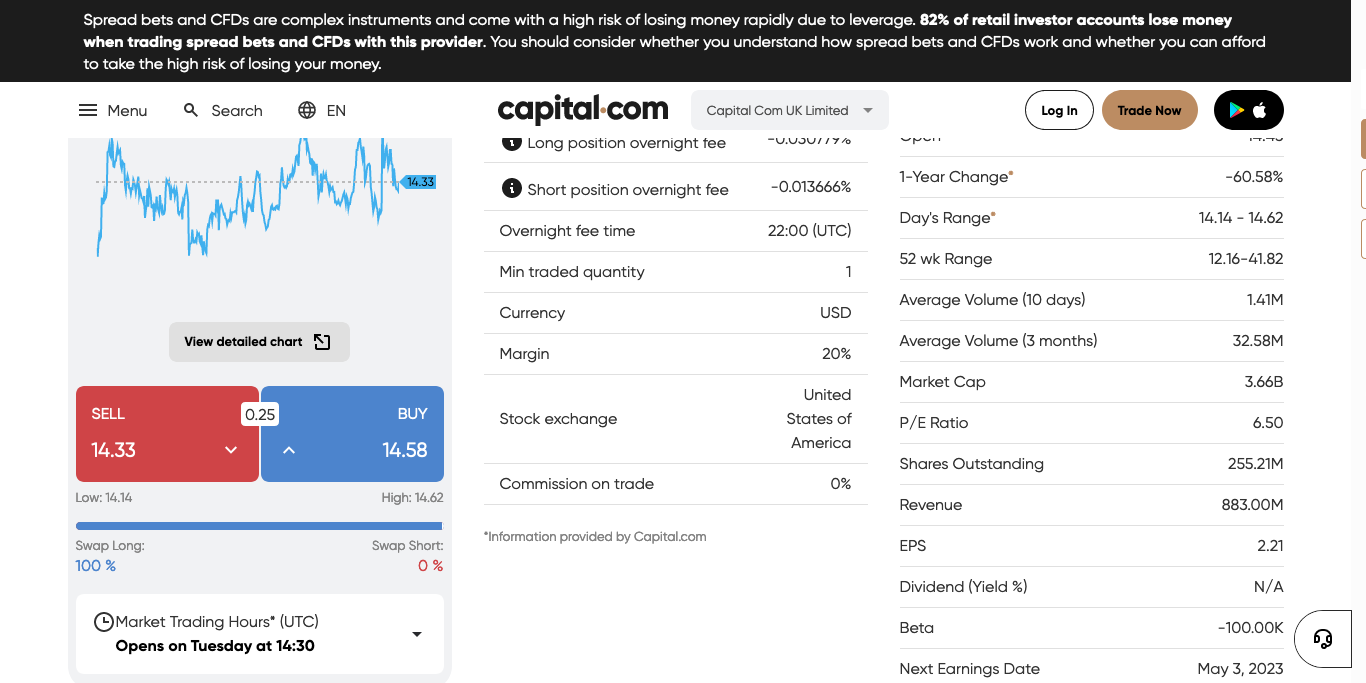 Spread bets and CFDs are complex instruments and come with a high risk of losing money rapidly due to leverage. 82% of retail investor accounts lose money
when trading spread bets and CFDs with this provider. You should consider whether you understand how spread bets and CFDs work and whether you can afford
to take the high risk of losing your money.
Menu
Search
EN
capital.com
Capital Com UK Limited
Log In
Trade Now
14.33
View detailed chart
SELL
14.33
0.25
BUY
14.58
Low: 14.14
High: 14.62
Swap Long:
Swap Short:
100 %
0 %
Market Trading Hours* (UTC)
Opens on Tuesday at 14:30
Long position overnight fee
-0.030779%
Short position overnight fee
-0.013666%
Overnight fee time
22:00 (UTC)
Min traded quantity
1
Currency
USD
Margin
20%
Stock exchange
United
States of
America
Commission on trade
0%
*Information provided by Capital.com
Open
1-Year Change*
-60.58%
Day's Range*
14.14 - 14.62
52 wk Range
12.16-41.82
Average Volume (10 days)
1.41M
Average Volume (3 months)
32.58M
Market Cap
3.66B
P/E Ratio
6.50
Shares Outstanding
255.21M
Revenue
883.00M
EPS
2.21
Dividend (Yield %)
N/A
Beta
-100.00K
Next Earnings Date
May 3, 2023